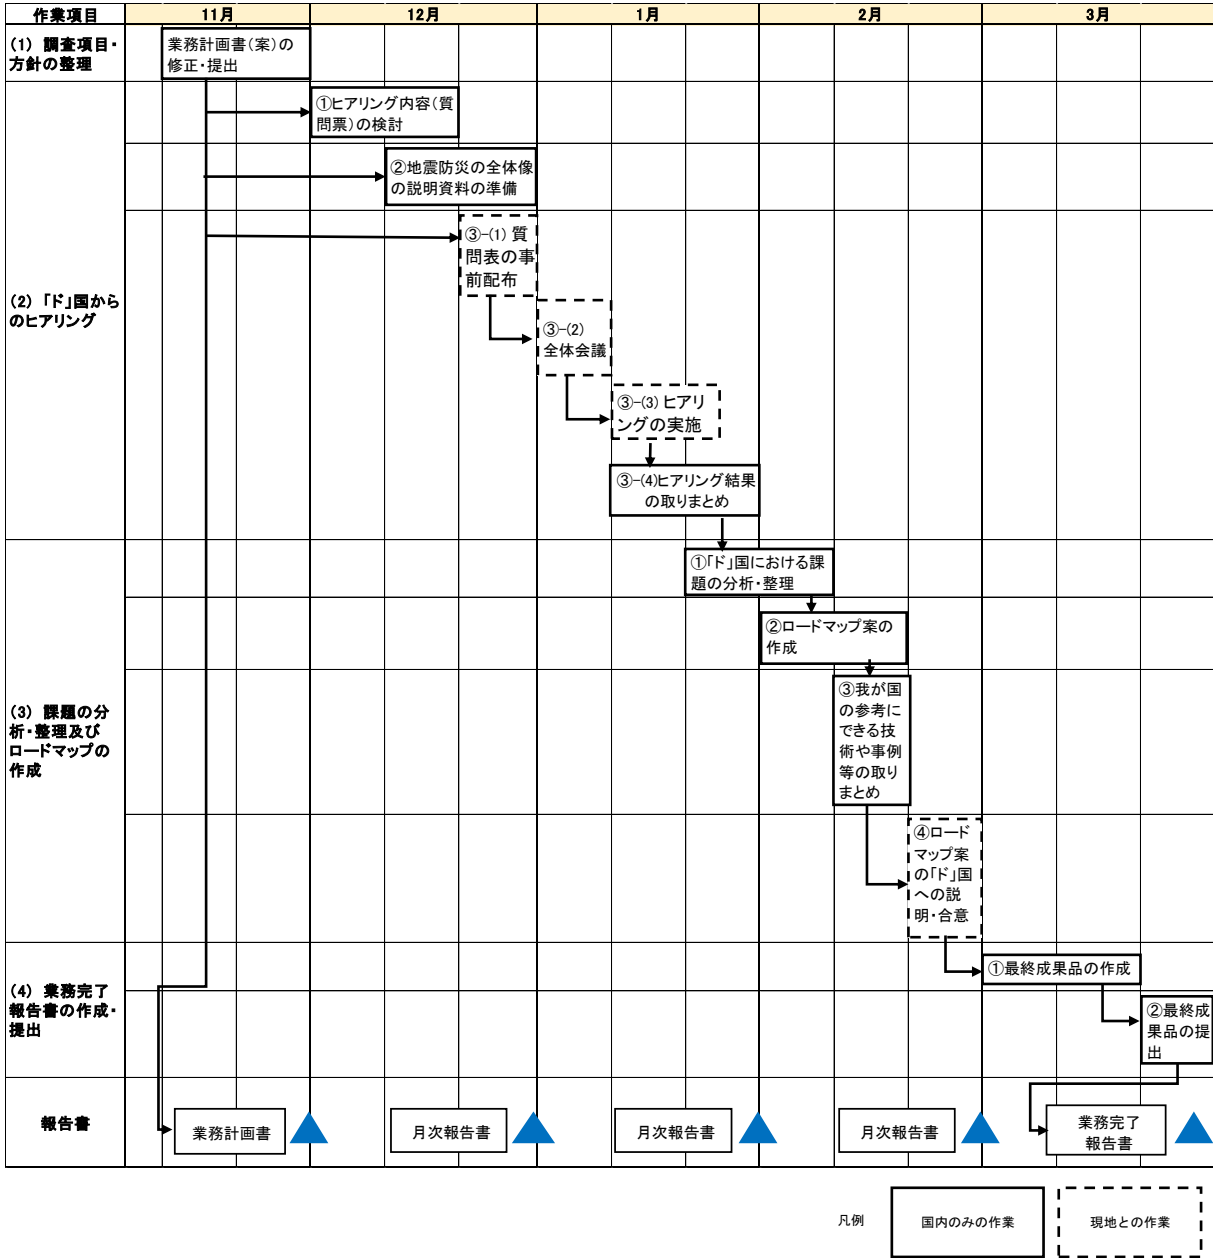 作業項目
11月
12月
1月
2月
3月
(1) 調査項目・
方針の整理
業務計画書(案)の
修正・提出
(2) 「ド」国から
のヒアリング
①ヒアリング内容(質
問票)の検討
②地震防災の全体像
の説明資料の準備
③-(1) 質
問表の事
前配布
③-(2)
全体会議
③-(3) ヒアリ
ングの実施
③-(4)ヒアリング結果
の取りまとめ
(3) 課題の分
析・整理及び
ロードマップの
作成
①「ド」国における課
題の分析・整理
②ロードマップ案の
作成
③我が国
の参考に
できる技
術や事例
等の取り
まとめ
④ロード
マップ案
の「ド」国
への説
明・合意
(4) 業務完了
報告書の作成・
提出
①最終成果品の作成
②最終成
果品の提
出
報告書
業務計画書
月次報告書
月次報告書
月次報告書
業務完了
報告書
凡例
国内のみの作業
現地との作業